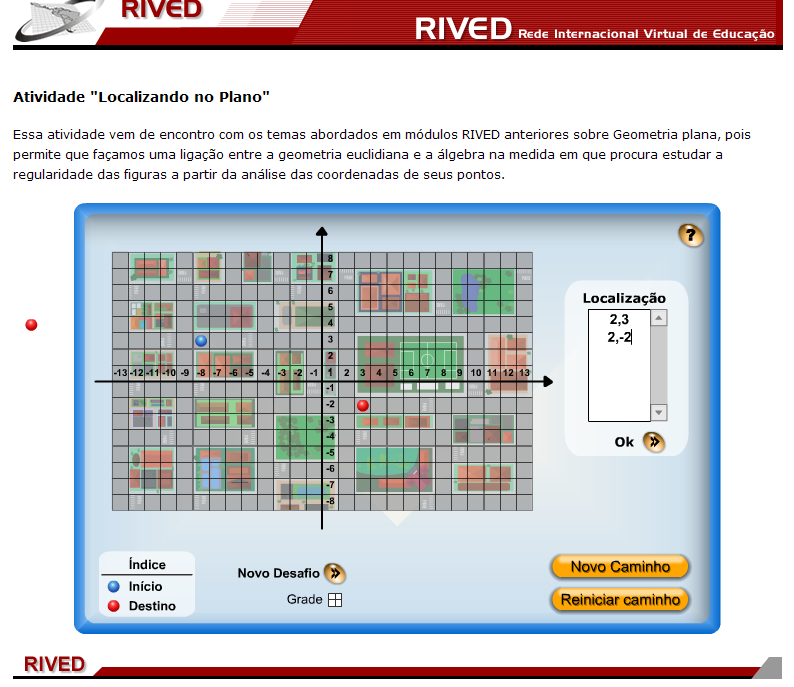 RIVED
RIVED Rede Internacional Virtual de Educação
Atividade "Localizando no Plano"
Essa atividade vem de encontro com os temas abordados em módulos RIVED anteriores sobre Geometria plana, pois
permite que façamos uma ligação entre a geometria euclidiana e a álgebra na medida em que procura estudar a
regularidade das figuras a partir da análise das coordenadas de seus pontos.
?
8
7
6
5
4
3
2
-13 -12 -11 -10 -9 -8 -7 -6 -5 -4 -3 -2 -1 1 2 3 4 5 6 7 8 9 10 11 12 13
-1
-2
-3
-4
-5
-6
-7
-8
Localização
2,3
2,-2
Ok
Índice
Início
Destino
Novo Desafio
Grade
Novo Caminho
Reiniciar caminho
RIVED